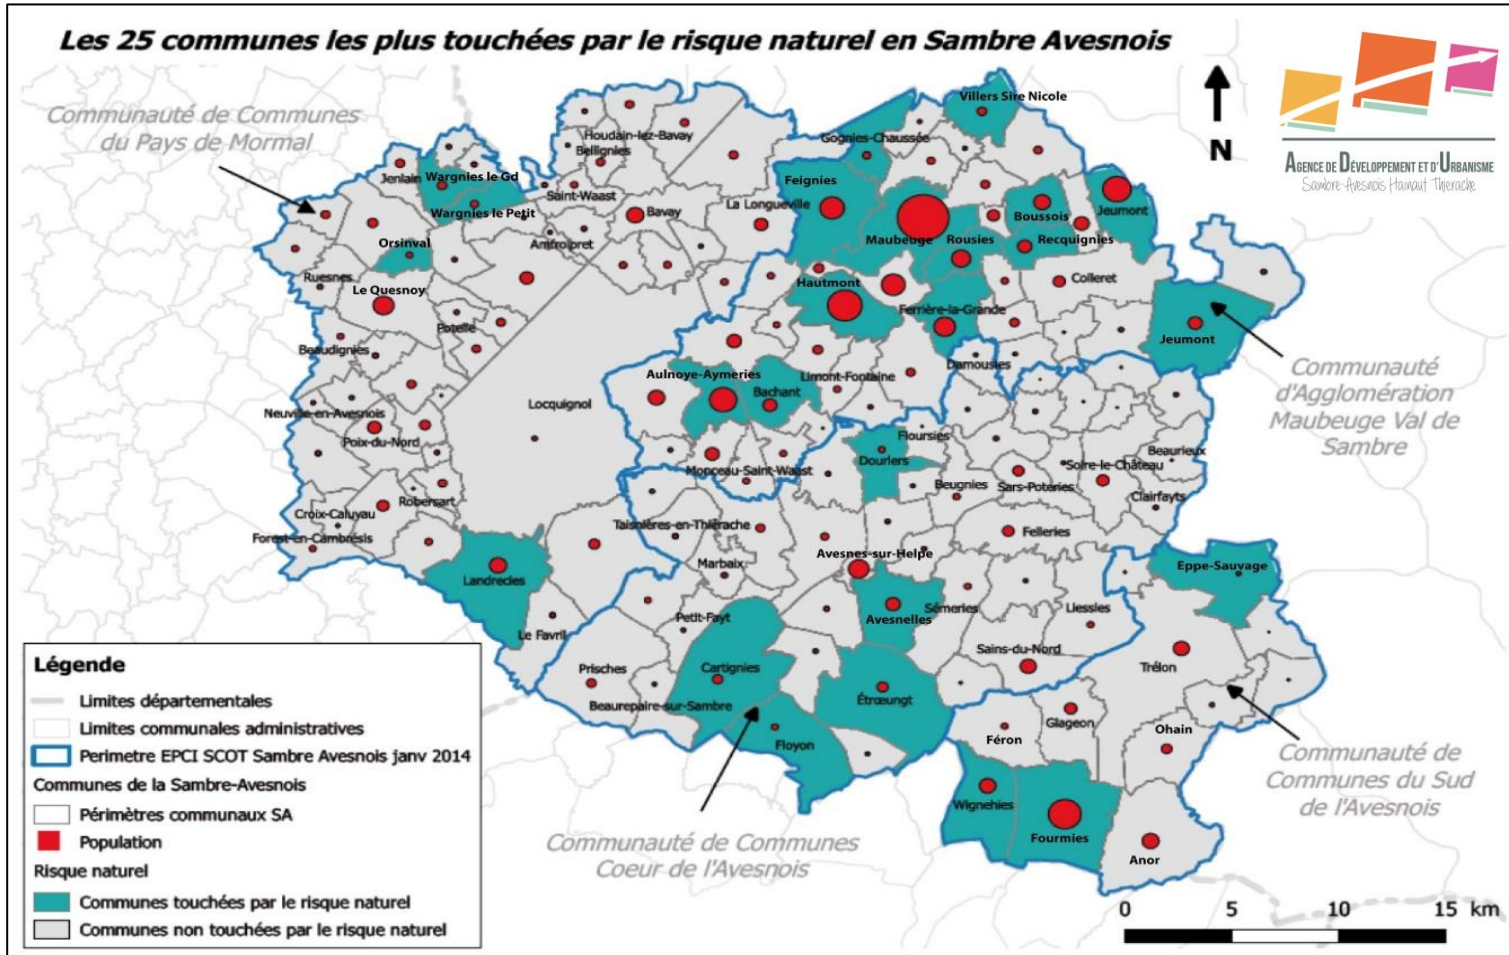 Les 25 communes les plus touchées par le risque naturel en Sambre Avesnois
Communauté de Communes
du Pays de Mormal
N
AGENCE DE DÉVELOPPEMENT ET D'URBANISME
Sambre-Avesnois Hainaut Thierache
Villers Sire Nicole
Gognies-Chaussée
Houdain-lez-Bavay
Bellignies
Jenlain
Wargnies le Gd
Wargnies le Petit
Saint-Waast
Bavay
La Longueville
Feignies
Maubeuge
Rousies
Boussois
Recquignies
Jeumont
Orsinval
Amfroipret
Ruesnes
Le Quesnoy
Hautmont
Ferrière-la-Grande
Colleret
Jeumont
Potelle
Beaudignies
Damousies
Aulnoye-Aymeries
Bachant
Limont-Fontaine
Locquignol
Neuville-en-Avesnois
Poix-du-Nord
Communauté
d'Agglomération
Maubeuge Val de
Sambre
Floursies
Dourlers
Monceau-Saint-Waast
Beaurieux
Solre-le-Château
Beugnies
Sars-Poteries
Clairfayts
Robersart
Croix-Caluyau
Forest-en-Cambrésis
Taisnières-en-Thiérache
Felleries
Avesnes-sur-Helpe
Marbaix
Landrecies
Eppe-Sauvage
Avesnelles
Sémeries
Liessies
Petit-Fayt
Le Favril
Sains-du-Nord
Trélon
Prisches
Cartignies
Beaurepaire-sur-Sambre
Étrœungt
Floyon
Féron
Glageon
Ohain
Wignehies
Fourmies
Anor
Communauté de Communes
Coeur de l'Avesnois
Communauté de
Communes du Sud
de l'Avesnois
Légende
Limites départementales
Limites communales administratives
Perimetre EPCI SCOT Sambre Avesnois janv 2014
Communes de la Sambre-Avesnois
Périmètres communaux SA
Population
Risque naturel
Communes touchées par le risque naturel
Communes non touchées par le risque naturel
0 5 10 15 km